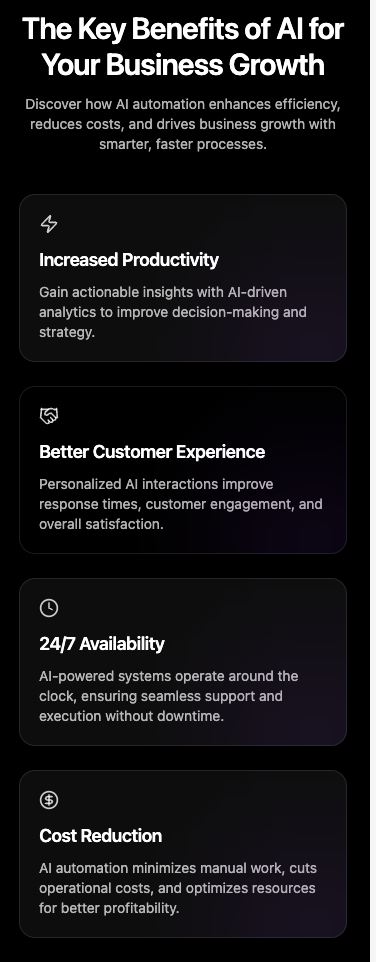 The Key Benefits of AI for
Your Business Growth
Discover how AI automation enhances efficiency,
reduces costs, and drives business growth with
smarter, faster processes.
Increased Productivity
Gain actionable insights with AI-driven
analytics to improve decision-making and
strategy.
Better Customer Experience
Personalized AI interactions improve
response times, customer engagement, and
overall satisfaction.
24/7 Availability
AI-powered systems operate around the
clock, ensuring seamless support and
execution without downtime.
Cost Reduction
AI automation minimizes manual work, cuts
operational costs, and optimizes resources
for better profitability.